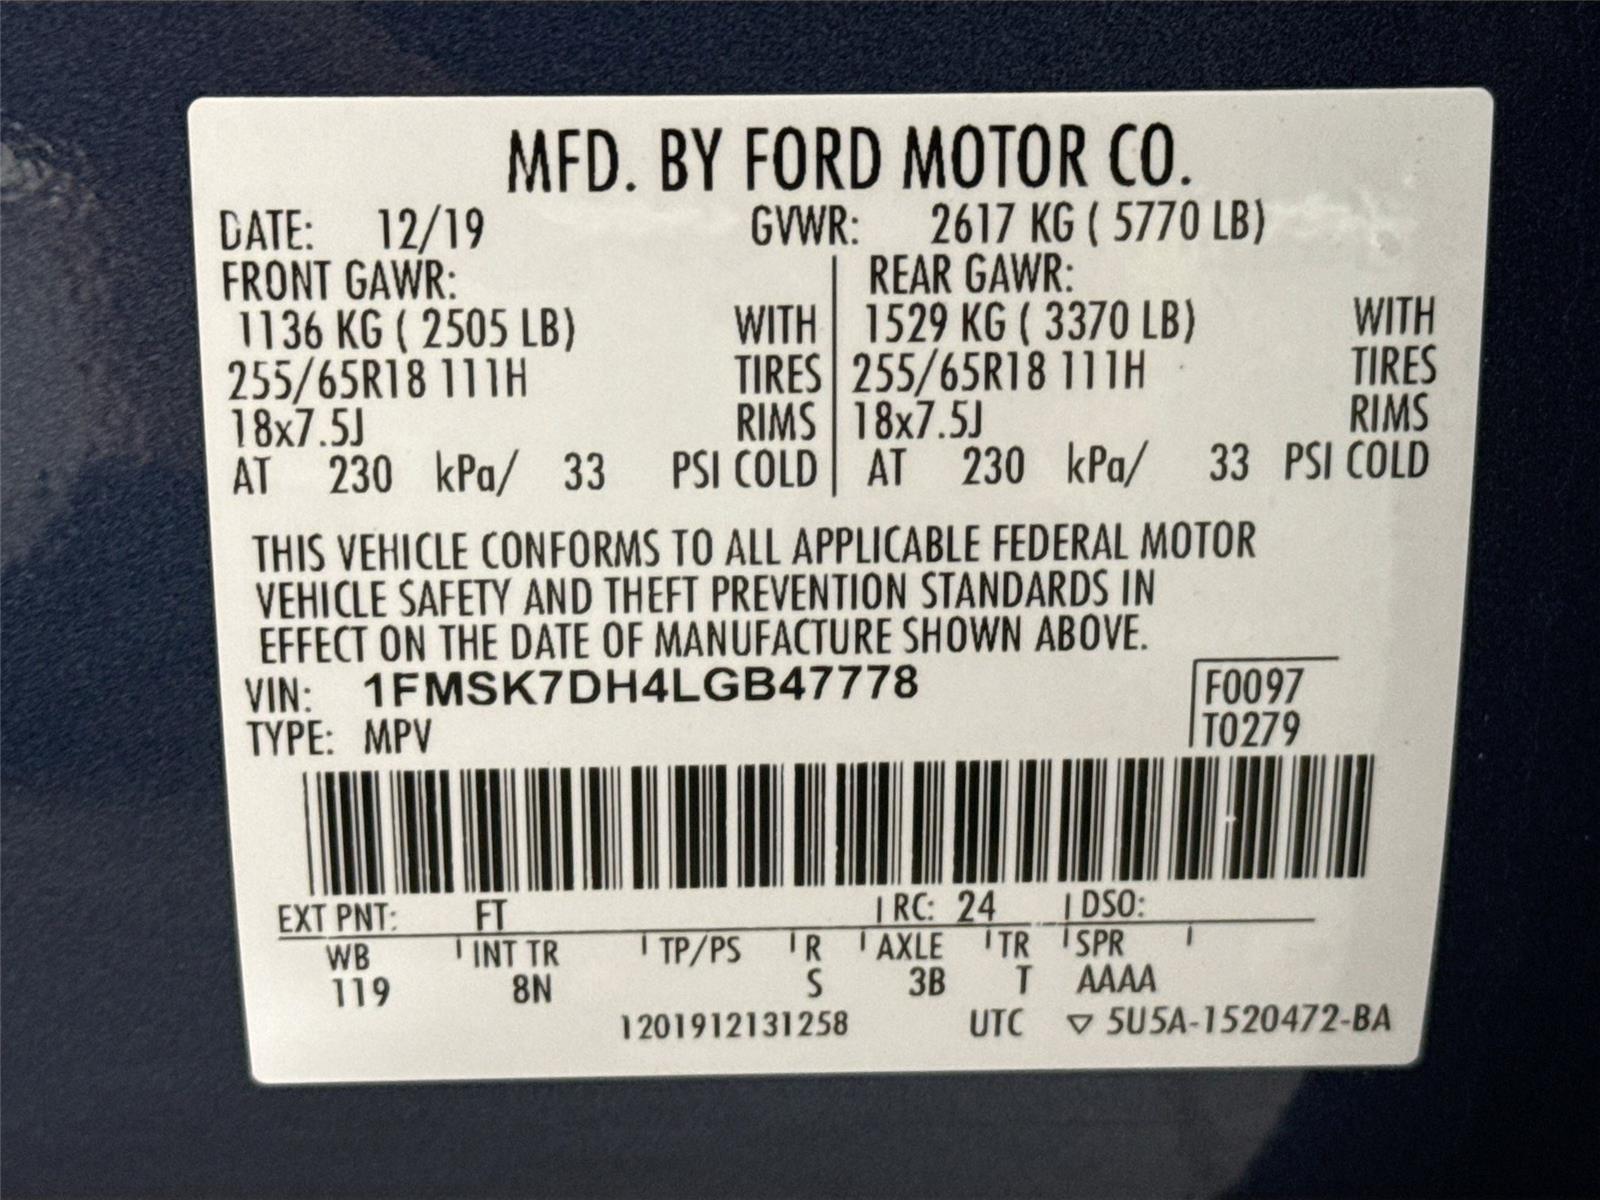 MFD. BY FORD MOTOR CO.
DATE: 12/19 GVWR: 2617 KG ( 5770 LB)
FRONT GAWR: REAR GAWR:
1136 KG ( 2505 LB) WITH 1529 KG ( 3370 LB) WITH
255/65R18 111H TIRES 255/65R18 111H TIRES
18x7.5J RIMS 18x7.5J RIMS
AT 230 kPa/ 33 PSI COLD AT 230 kPa/ 33 PSI COLD
THIS VEHICLE CONFORMS TO ALL APPLICABLE FEDERAL MOTOR
VEHICLE SAFETY AND THEFT PREVENTION STANDARDS IN
EFFECT ON THE DATE OF MANUFACTURE SHOWN ABOVE.
VIN: 1FMSK7DH4LGB47778 F0097
TYPE: MPV T0279
EXT PNT: FT RC: 24 DSO:
WB INT TR TP/PS R AXLE TR SPR
119 8N S 3B T AAAA
1201912131258 UTC ▽ 5U5A-1520472-BA